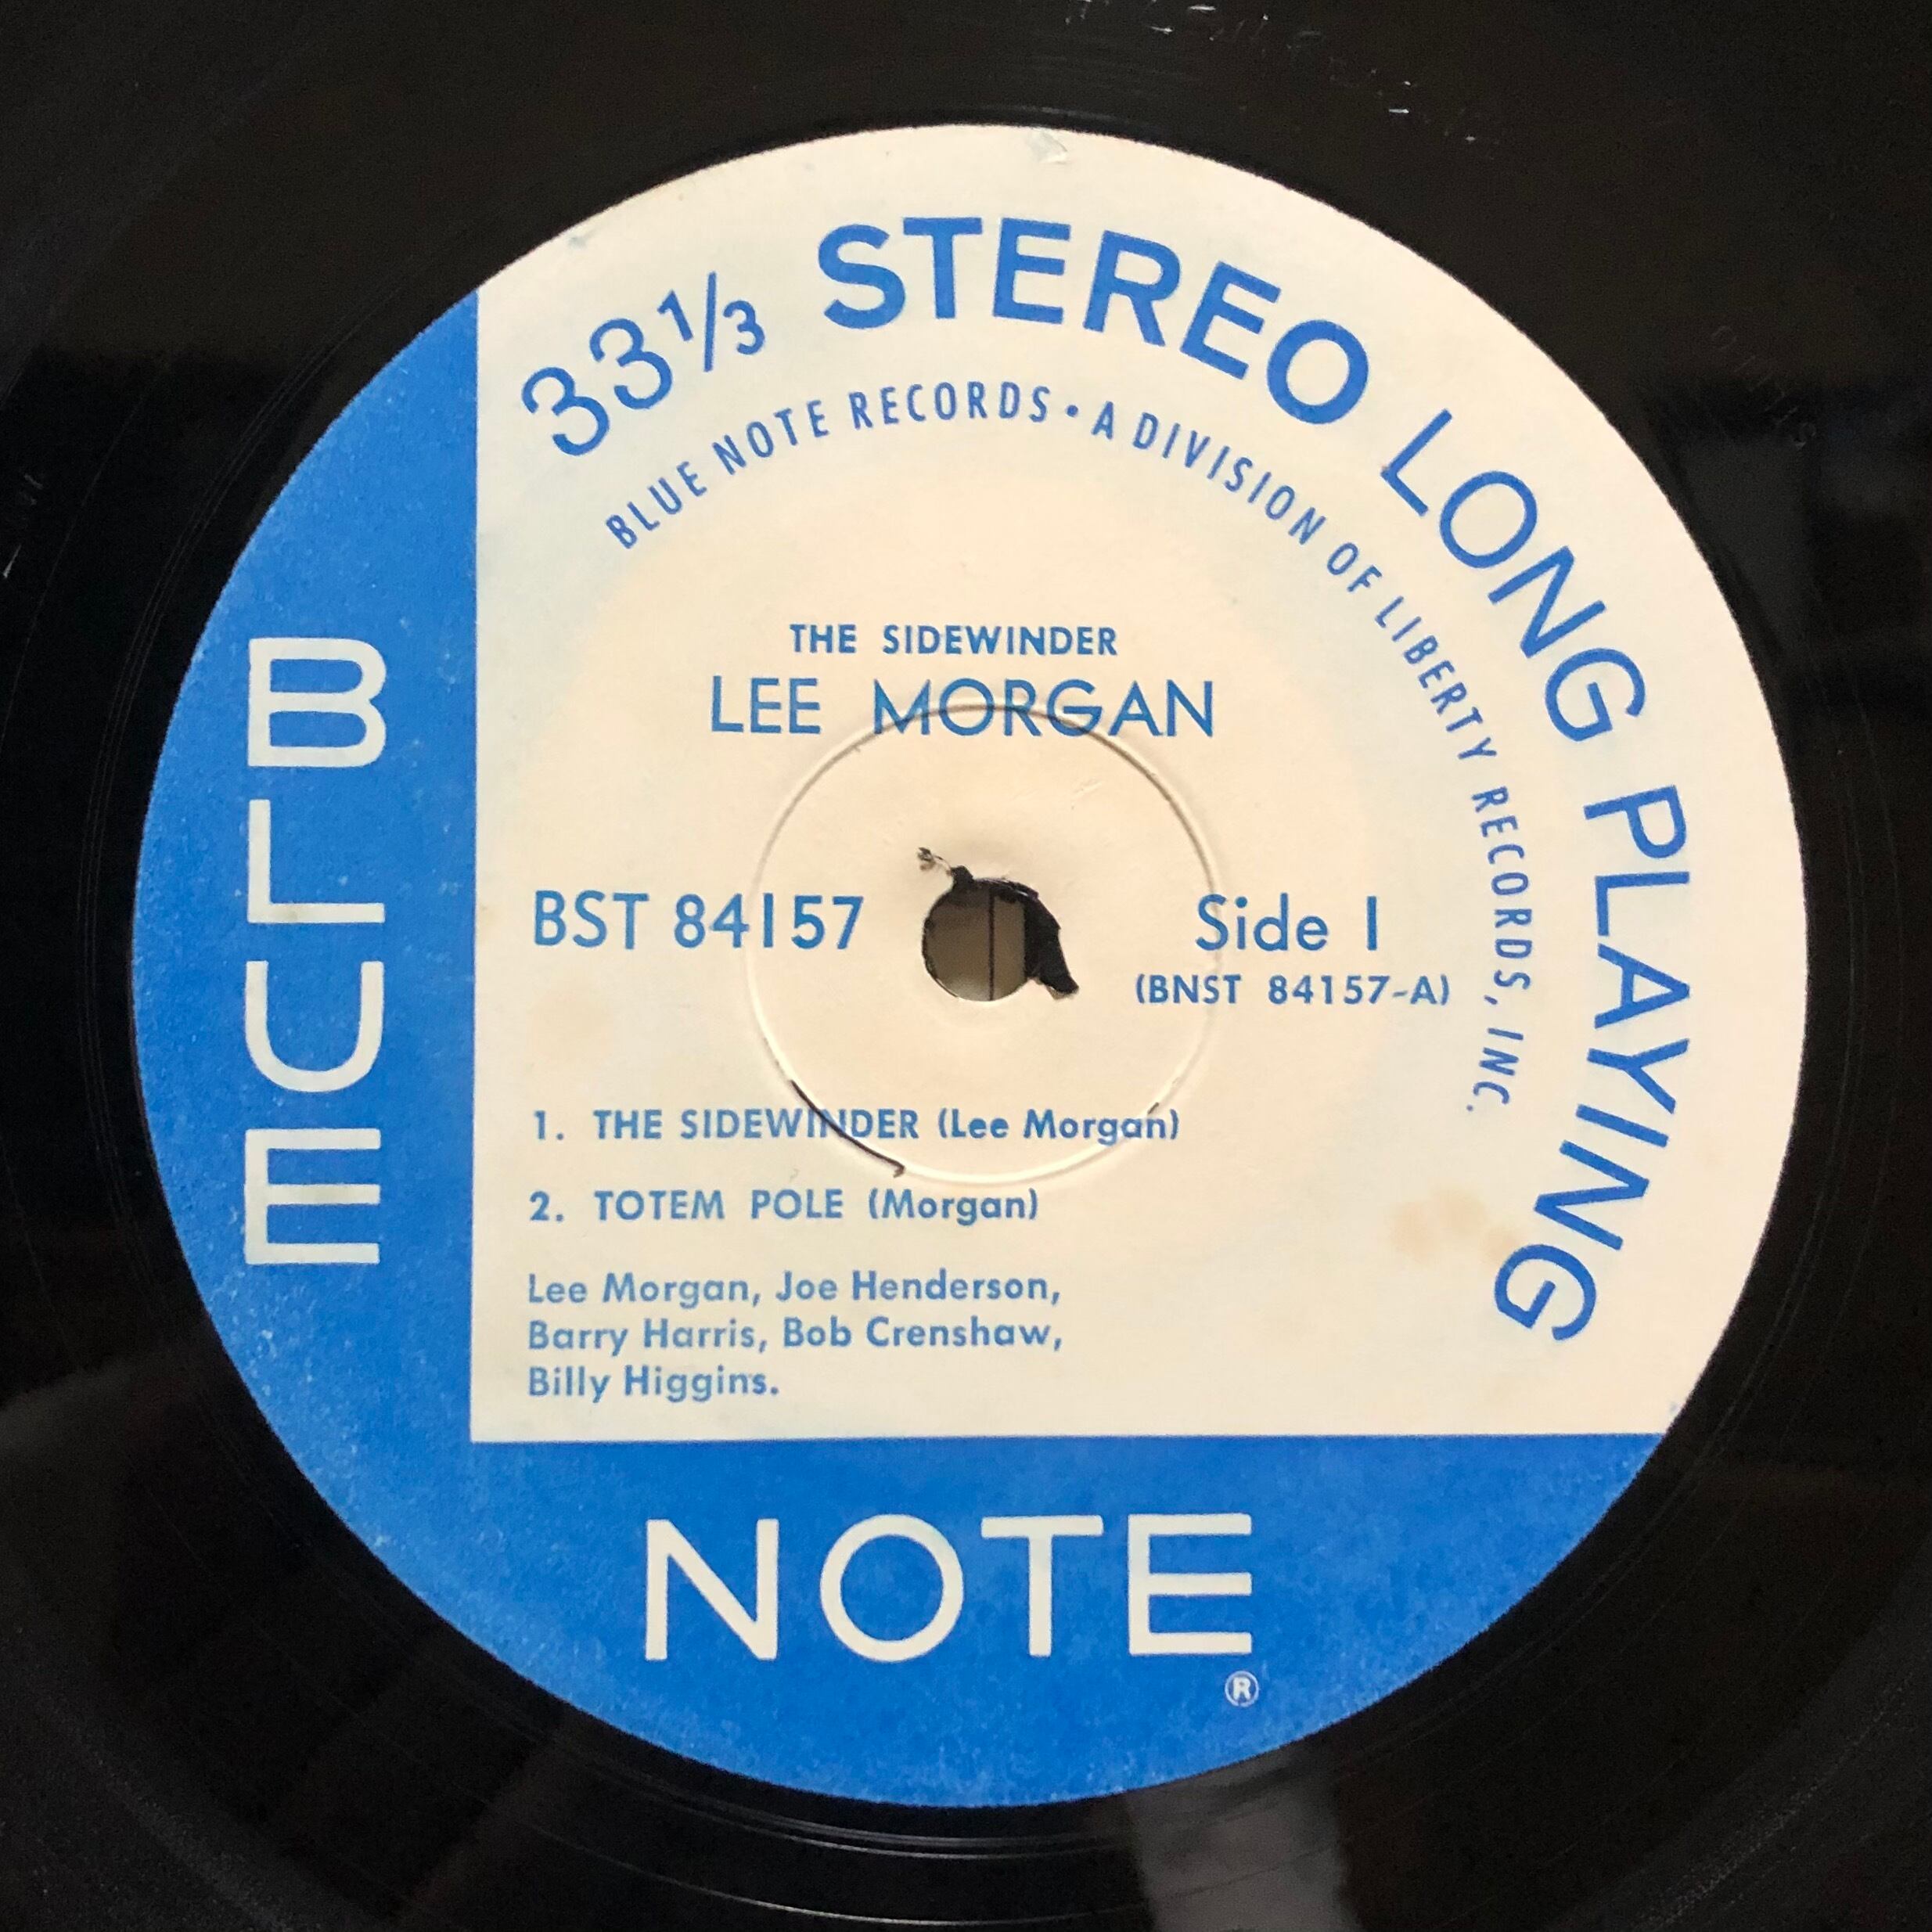 33⅓ STEREO LONG PLAYING
BLUE NOTE RECORDS • A DIVISION OF LIBERTY RECORDS, INC.
THE SIDEWINDER
LEE MORGAN
BST 84157
Side 1
(BNST 84157-A)
1. THE SIDEWINDER (Lee Morgan)
2. TOTEM POLE (Morgan)
Lee Morgan, Joe Henderson,
Barry Harris, Bob Crenshaw,
Billy Higgins.
BLUE
NOTE
®